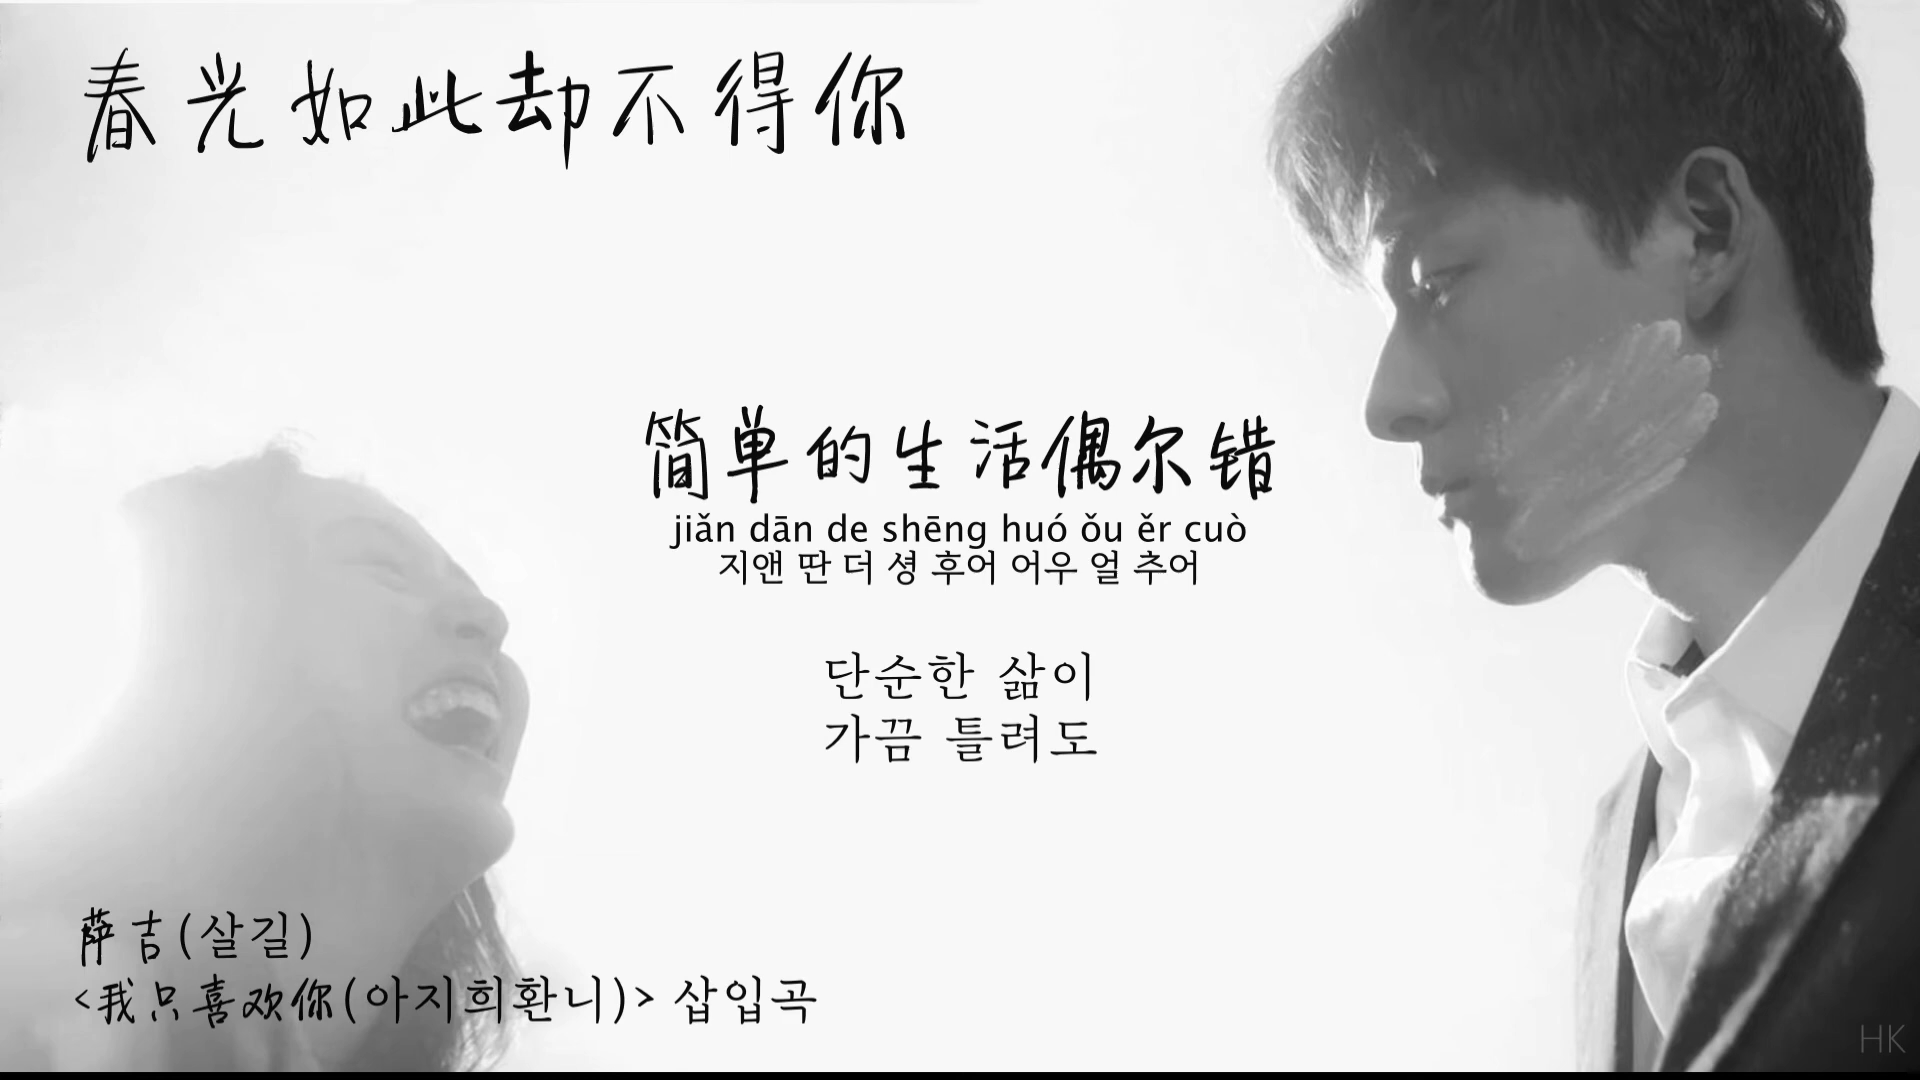 春光如此却不得你
简单的生活偶尔错
jiǎn dān de shēng huó ǒu ěr cuò
지앤 딴 더 셩 후어 어우 얼 추어
단순한 삶이
가끔 틀려도
萨吉(살길)
<我只喜欢你(아지희환니)> 삽입곡
HK